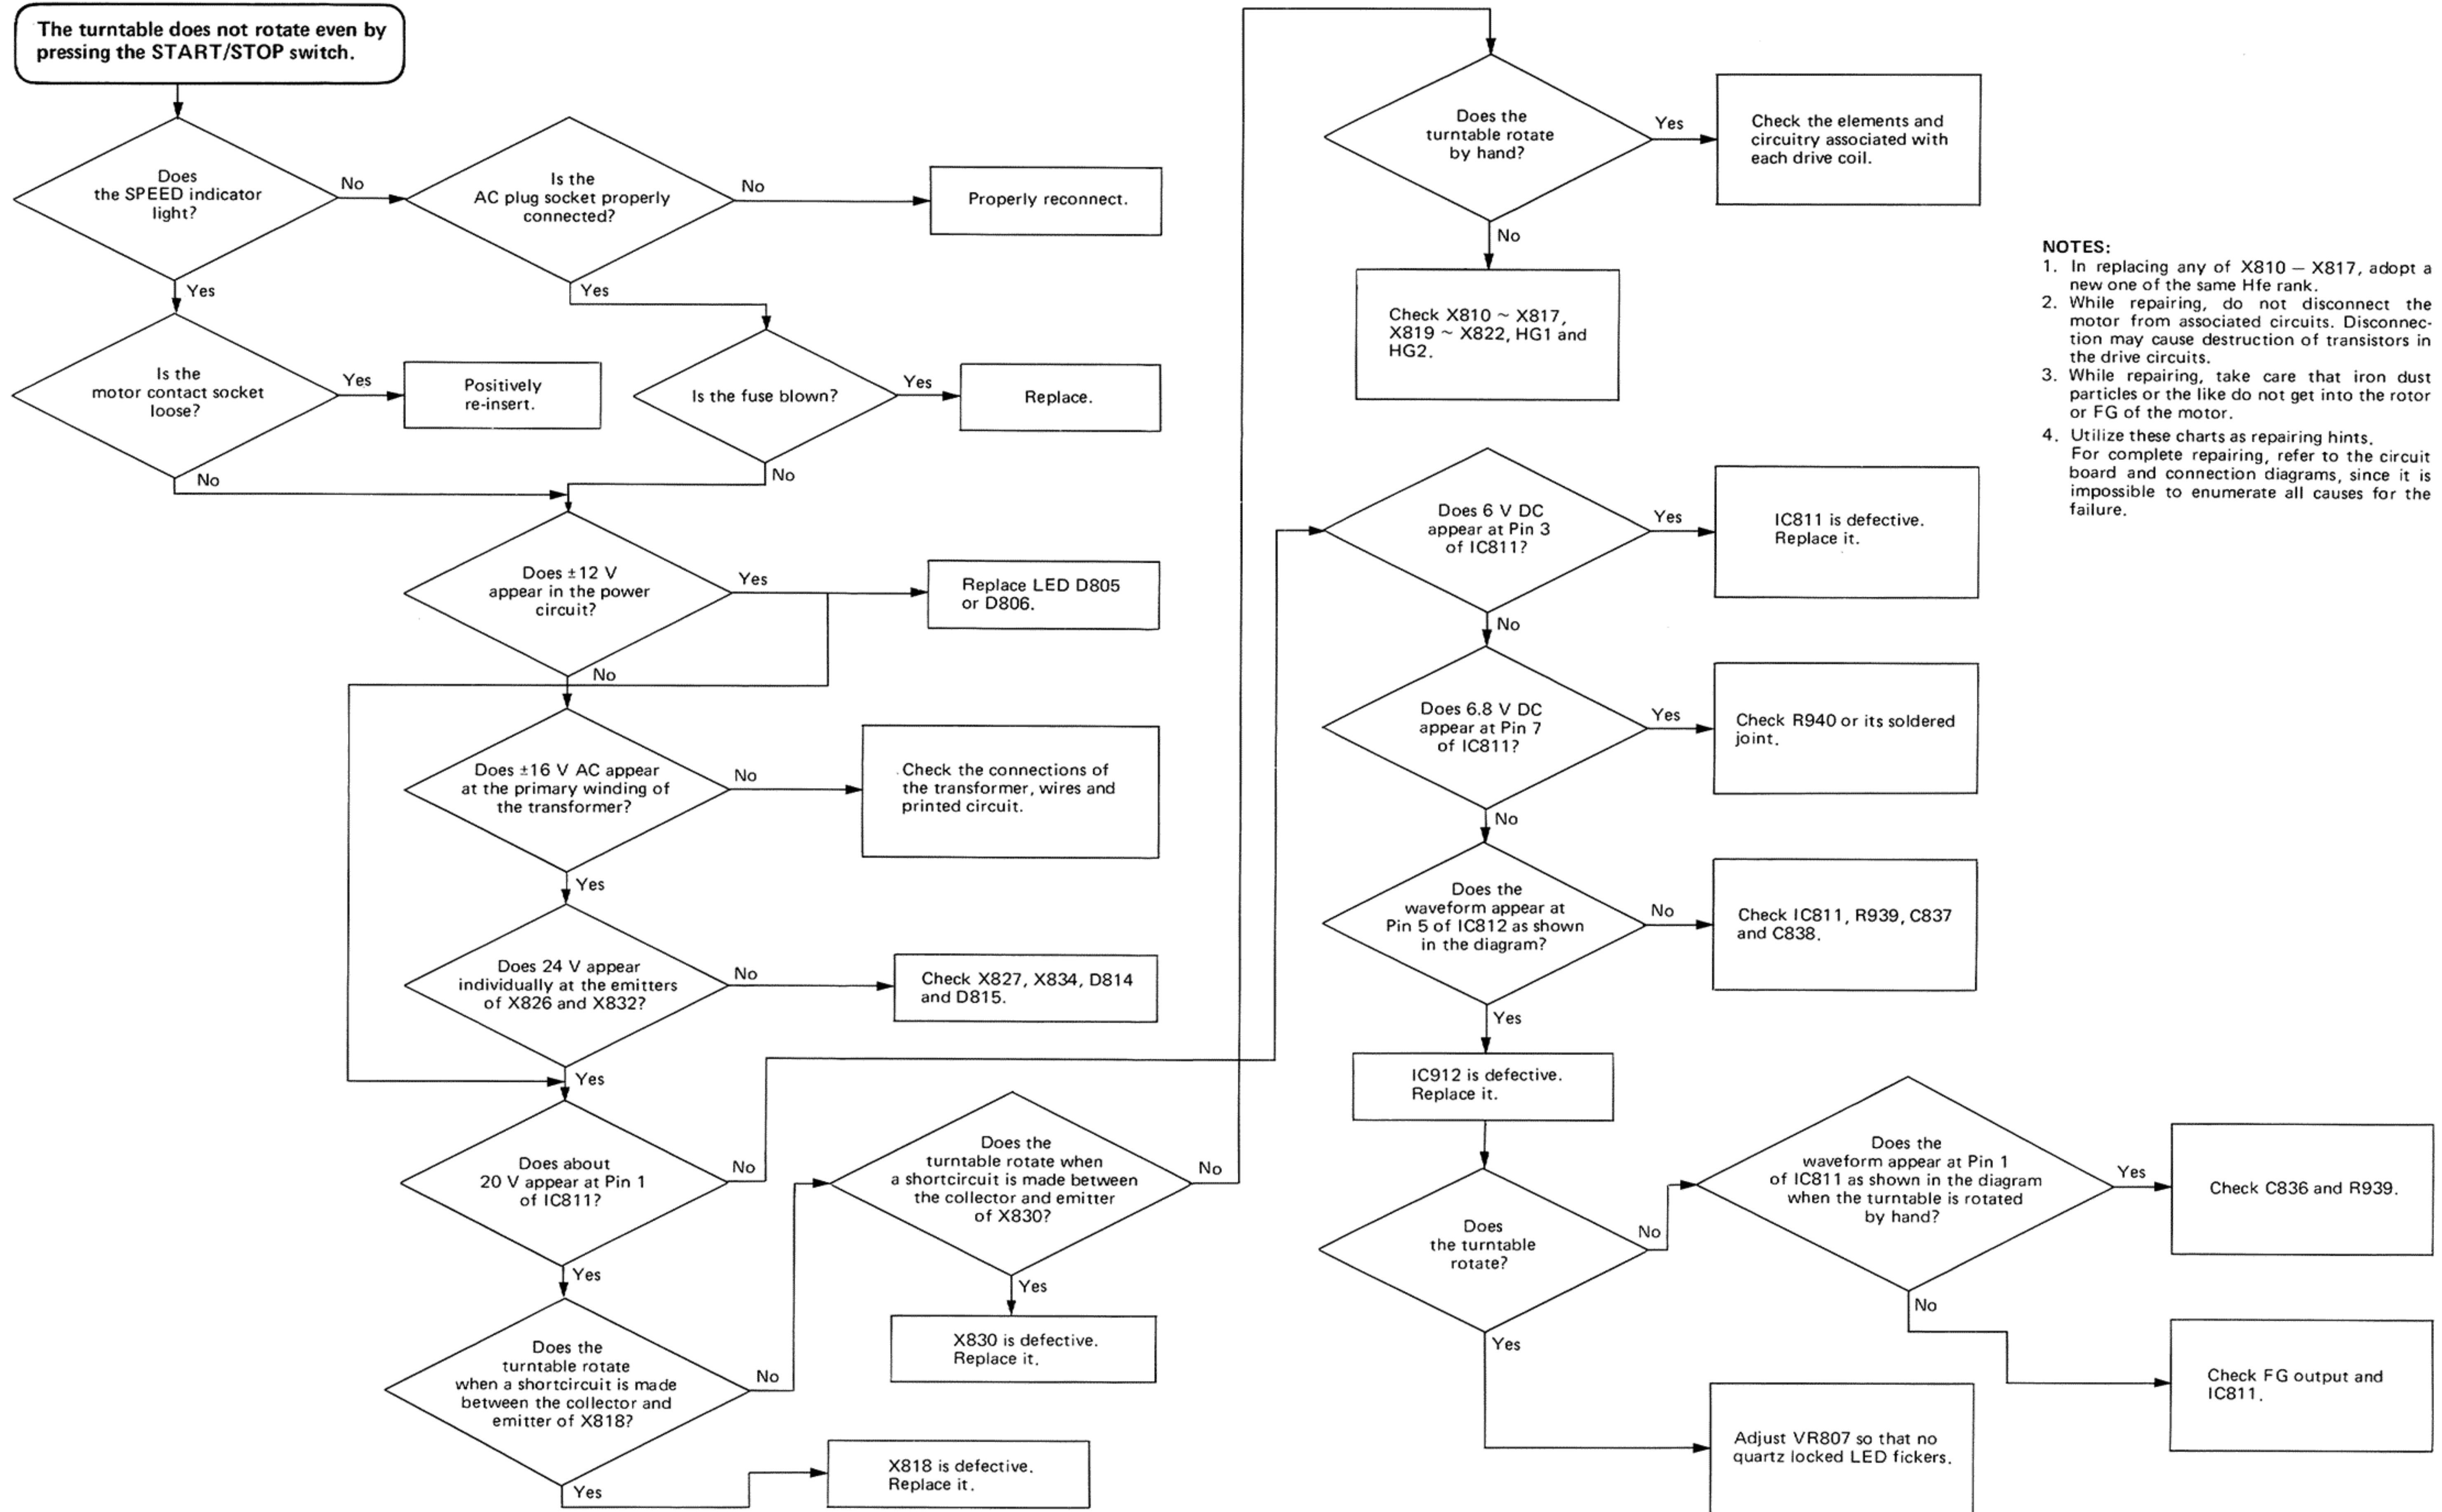 The turntable does not rotate even by
pressing the START/STOP switch.
Does
the SPEED indicator
light?
No
Yes
Is the
AC plug socket properly
connected?
No
Yes
Properly reconnect.
Is the
motor contact socket
loose?
Yes
No
Positively
re-insert.
Is the fuse blown?
Yes
No
Replace.
Does ±12 V
appear in the power
circuit?
Yes
No
Replace LED D805
or D806.
Does ±16 V AC appear
at the primary winding of
the transformer?
No
Yes
Check the connections of
the transformer, wires and
printed circuit.
Does 24 V appear
individually at the emitters
of X826 and X832?
No
Yes
Check X827, X834, D814
and D815.
Does about
20 V appear at Pin 1
of IC811?
No
Yes
Does the
turntable rotate
when a shortcircuit is made
between the collector and
emitter of X818?
No
Yes
X818 is defective.
Replace it.
Does the
turntable rotate when
a shortcircuit is made between
the collector and emitter
of X830?
No
Yes
X830 is defective.
Replace it.
Does the
turntable rotate
by hand?
Yes
No
Check the elements and
circuitry associated with
each drive coil.
Check X810 ~ X817,
X819 ~ X822, HG1 and
HG2.
Does 6 V DC
appear at Pin 3
of IC811?
Yes
No
IC811 is defective.
Replace it.
Does 6.8 V DC
appear at Pin 7
of IC811?
Yes
No
Check R940 or its soldered
joint.
Does the
waveform appear at
Pin 5 of IC812 as shown
in the diagram?
No
Yes
Check IC811, R939, C837
and C838.
IC912 is defective.
Replace it.
Does
the turntable
rotate?
No
Yes
Does the
waveform appear at Pin 1
of IC811 as shown in the diagram
when the turntable is rotated
by hand?
Yes
No
Check C836 and R939.
Check FG output and
IC811.
Adjust VR807 so that no
quartz locked LED fickers.
NOTES:
1. In replacing any of X810 — X817, adopt a
new one of the same Hfe rank.
2. While repairing, do not disconnect the
motor from associated circuits. Disconnec-
tion may cause destruction of transistors in
the drive circuits.
3. While repairing, take care that iron dust
particles or the like do not get into the rotor
or FG of the motor.
4. Utilize these charts as repairing hints.
For complete repairing, refer to the circuit
board and connection diagrams, since it is
impossible to enumerate all causes for the
failure.